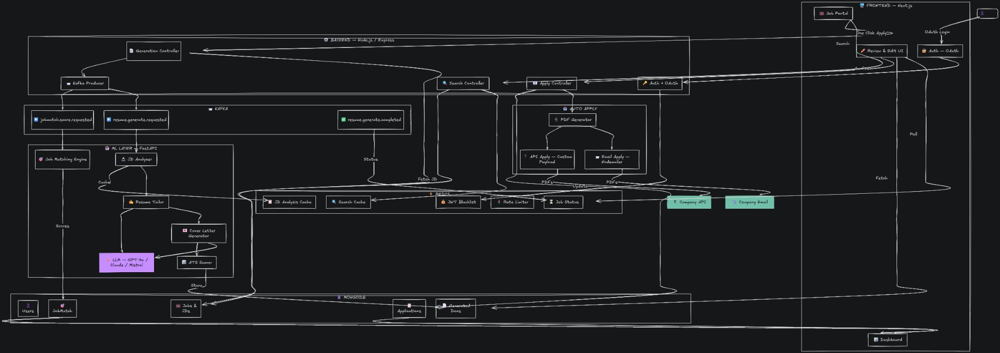 FRONTEND — Next.js
Job Portal
One Click Apply
OAuth Login
Search
Review & Edit UI
Auth — OAuth
BACKEND — Node.js / Express
Generation Controller
Kafka Producer
Search Controller
Apply Controller
Auth + OAuth
KAFKA
jobmatch.score.requested
resume.generate.requested
resume.generate.completed
AUTO APPLY
PDF Generator
API Apply — Custom
Payload
Email Apply —
Nodemailer
Poll
ML LAYER — FastAPI
Job Matching Engine
JD Analyzer
Status
Fetch JD
Fetch
Cache
PDFs
PDFs
Update
REDIS
JD Analysis Cache
Search Cache
JWT Blacklist
Rate Limiter
Job Status
Company API
Company Email
Resume Tailor
Scores
Cover Letter
Generator
LLM — GPT-4o /
Claude / Mistral
ATS Scorer
Store
MONGODB
Users
JobMatch
Jobs &
JDs
Applications
Generated
Docs
Dashboard